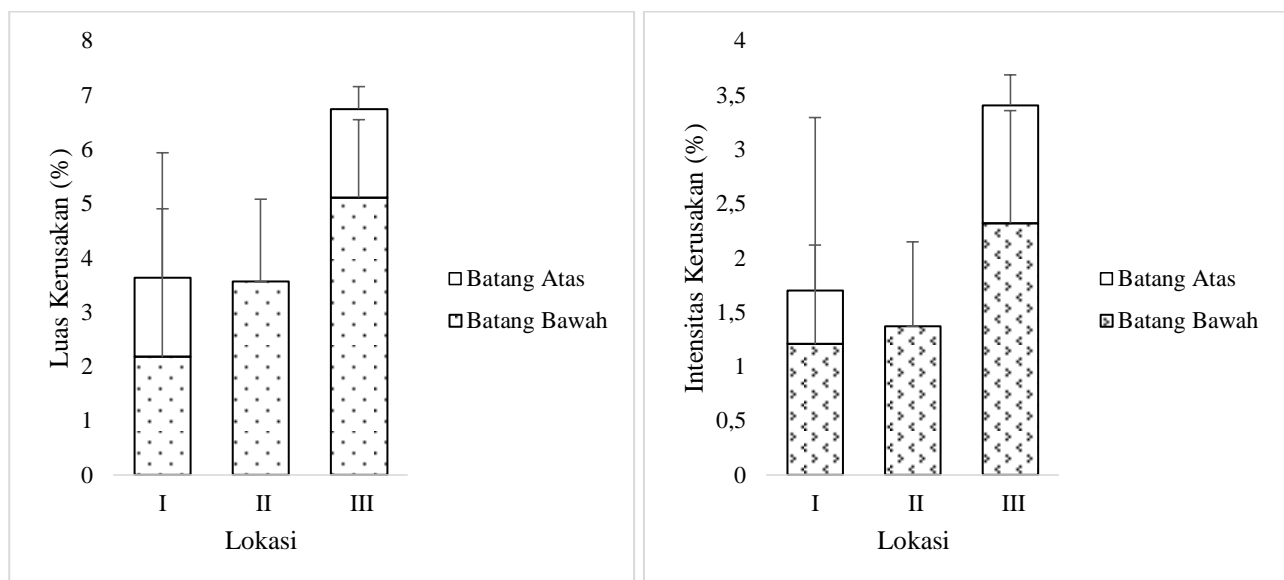 8
7
6
5
4
3
2
1
0
Luas Kerusakan (%)
I II III
Lokasi
Batang Atas
Batang Bawah
4
3,5
3
2,5
2
1,5
1
0,5
0
Intensitas Kerusakan (%)
I II III
Lokasi
Batang Atas
Batang Bawah